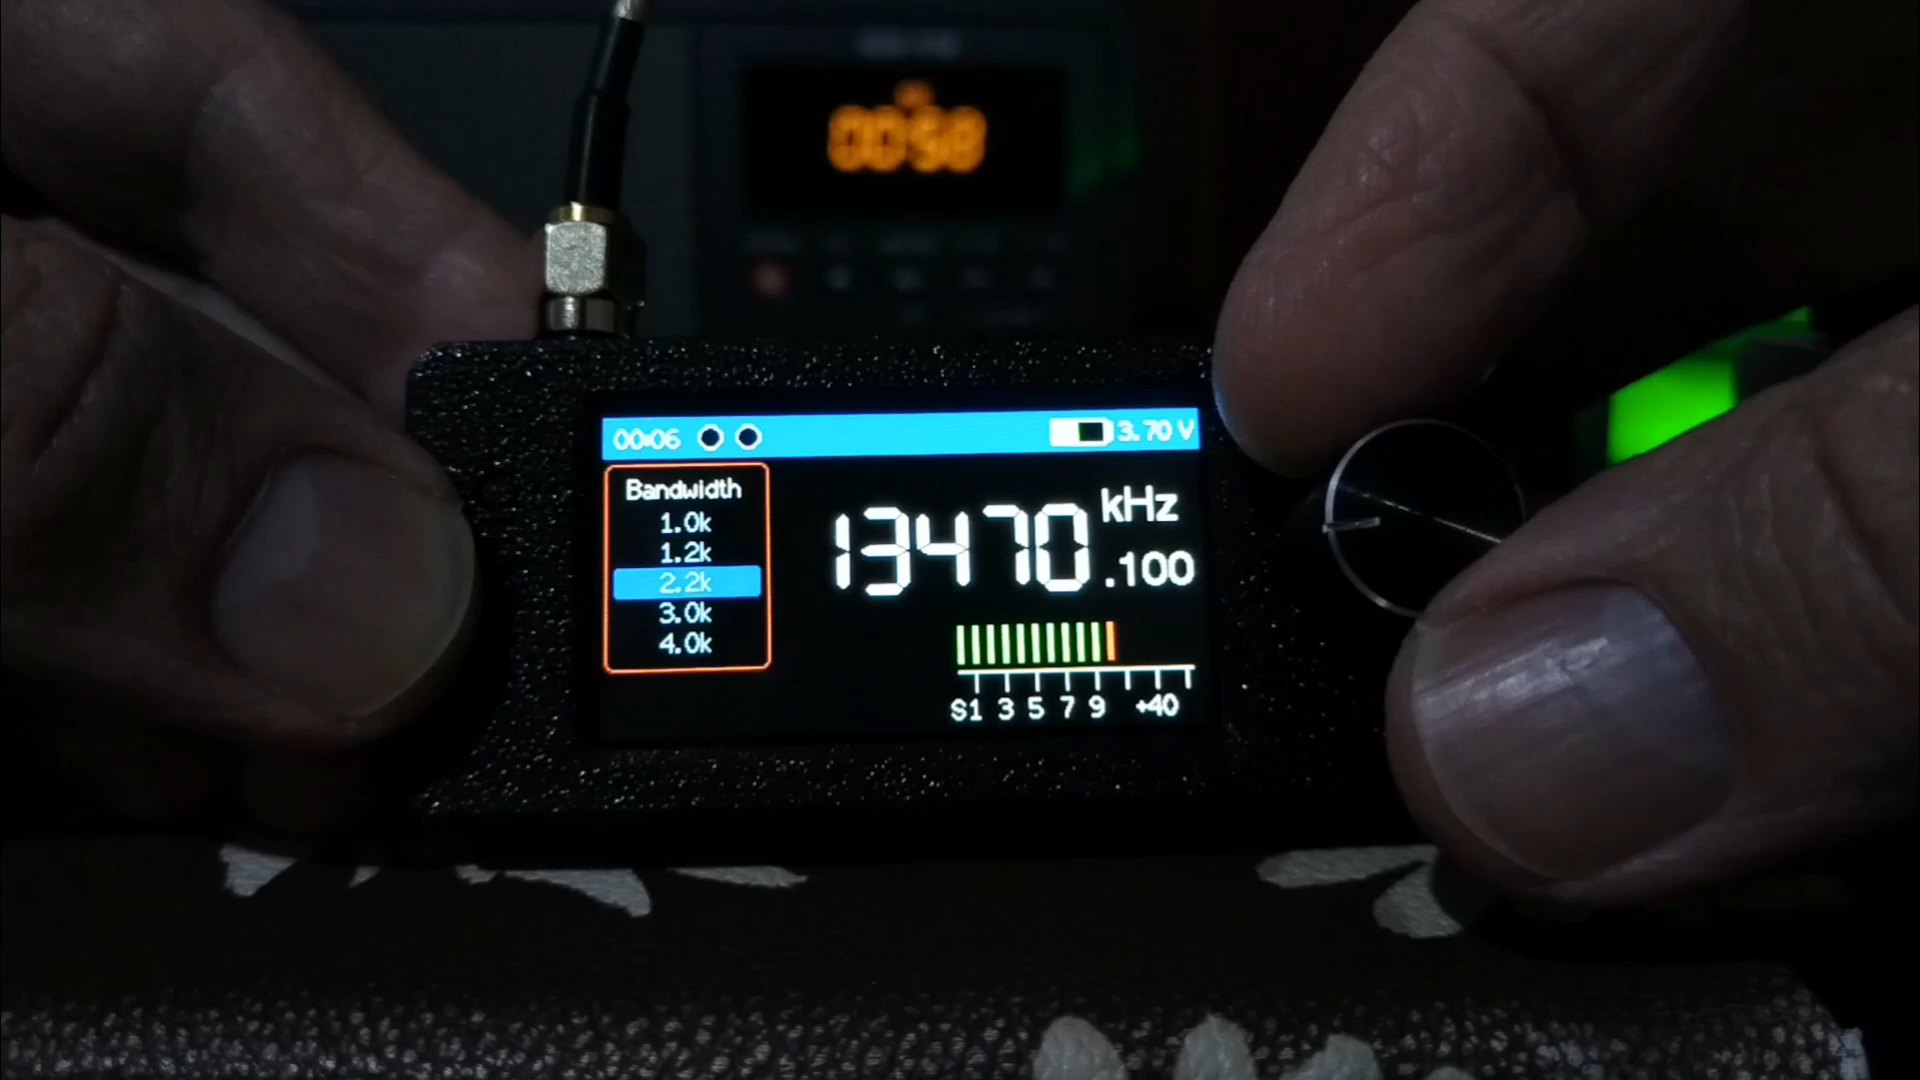 00:58
00:06
3.70 V
Bandwidth
1.0k
1.2k
2.2k
3.0k
4.0k
13470.100 kHz
S1 3 5 7 9 +40